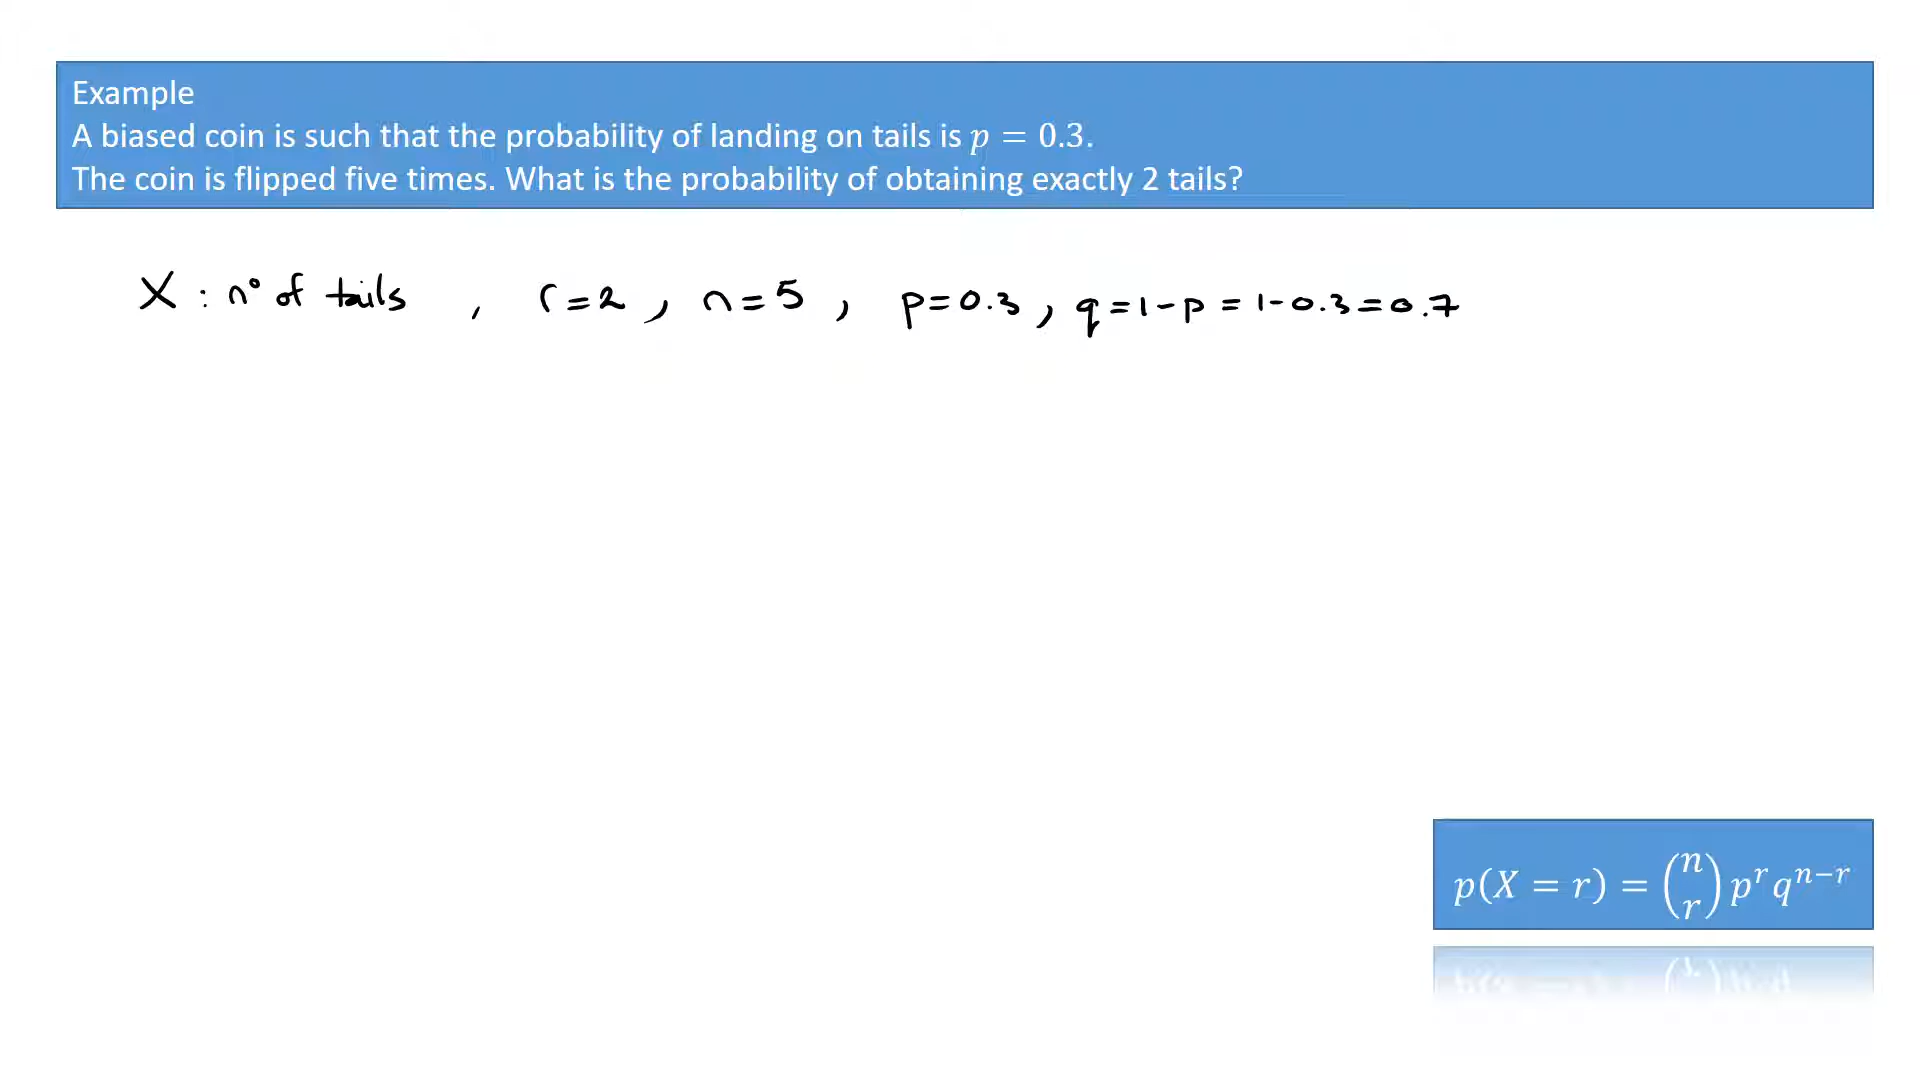 Example
A biased coin is such that the probability of landing on tails is p = 0.3.
The coin is flipped five times. What is the probability of obtaining exactly 2 tails?
X : n° of tails , r=2 , n=5 , p=0.3 , q=1-p=1-0.3=0.7
p(X = r) = (n r) p^r q^{n−r}